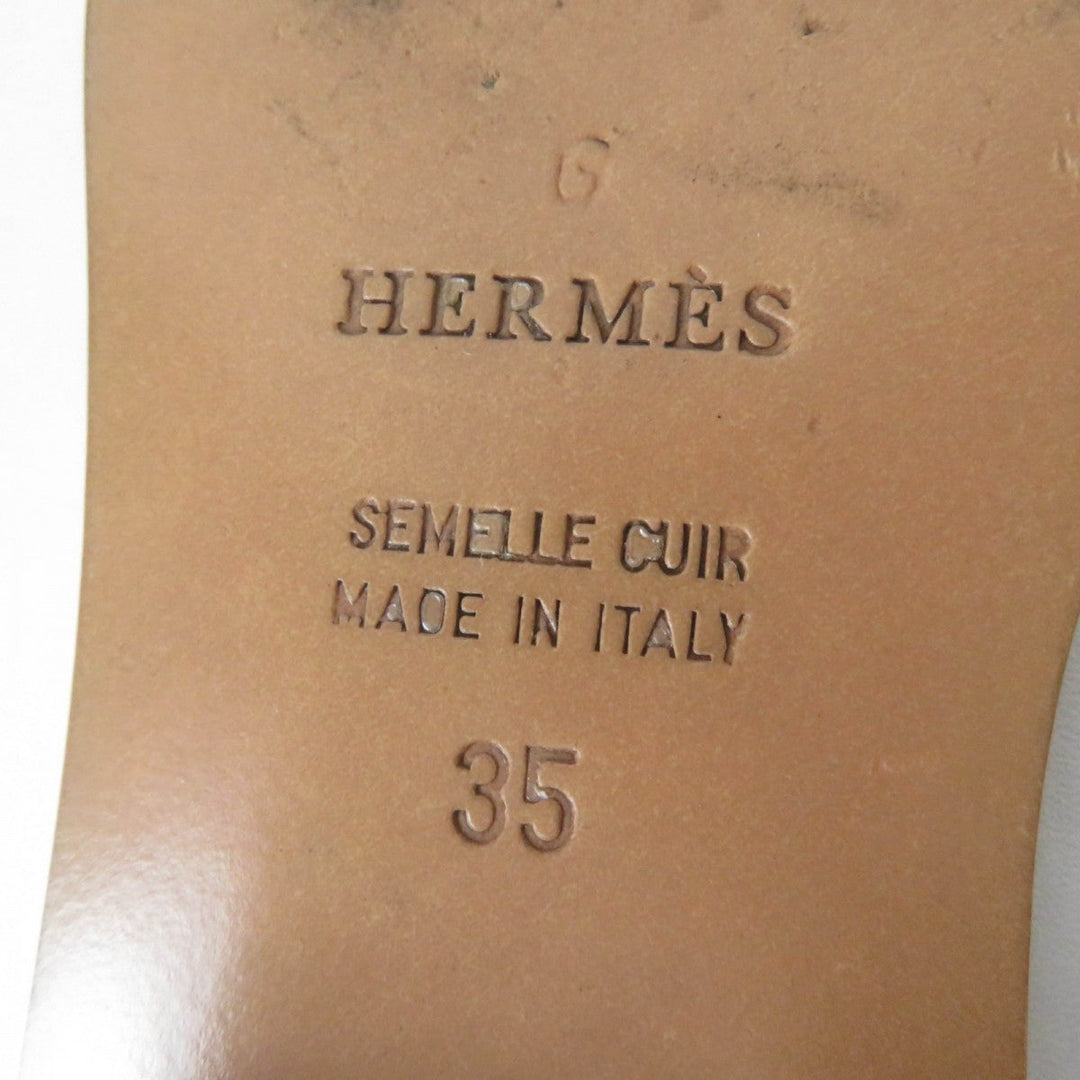 G
HERMÈS
SEMELLE CUIR
MADE IN ITALY
35